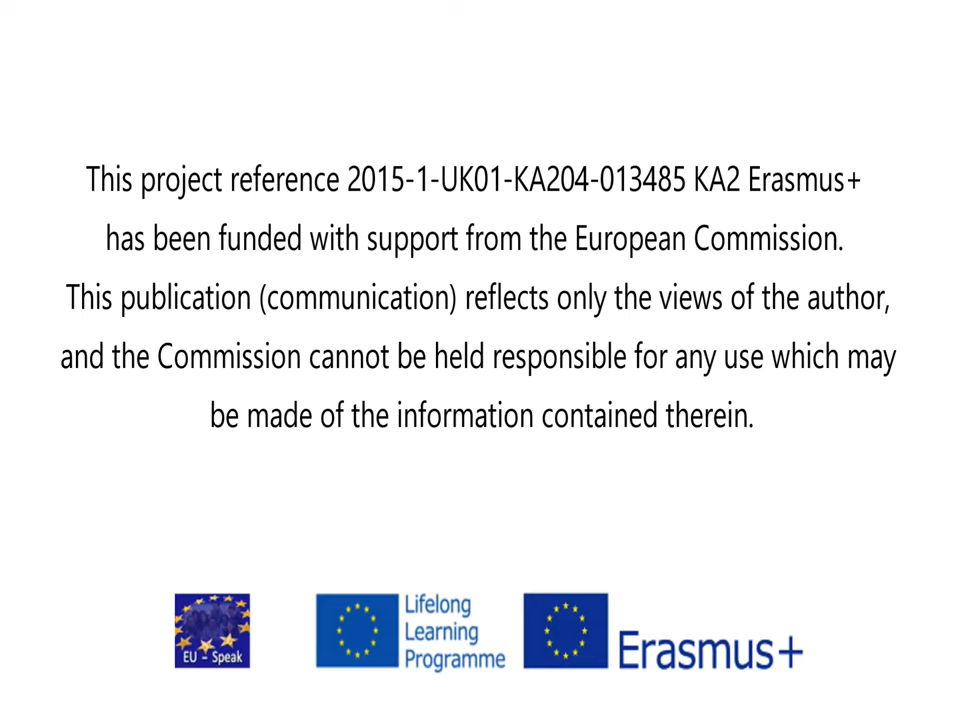 This project reference 2015-1-UK01-KA204-013485 KA2 Erasmus+
has been funded with support from the European Commission.
This publication (communication) reflects only the views of the author,
and the Commission cannot be held responsible for any use which may
be made of the information contained therein.
EU - Speak
Lifelong
Learning
Programme
Erasmus+